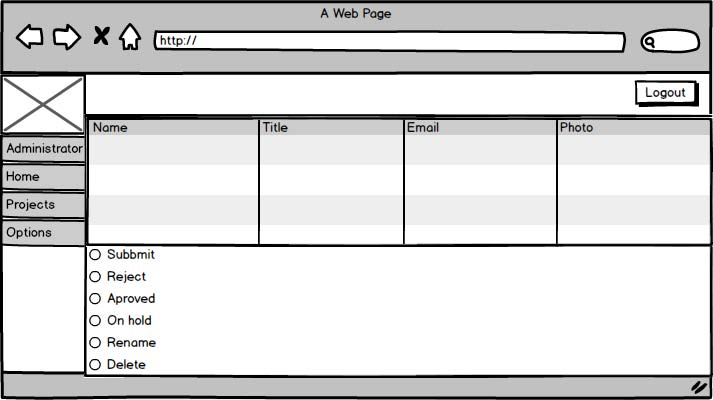 A Web Page
http://
Logout
Name Title Email Photo
Administrator
Home
Projects
Options
Subbmit
Reject
Aproved
On hold
Rename
Delete